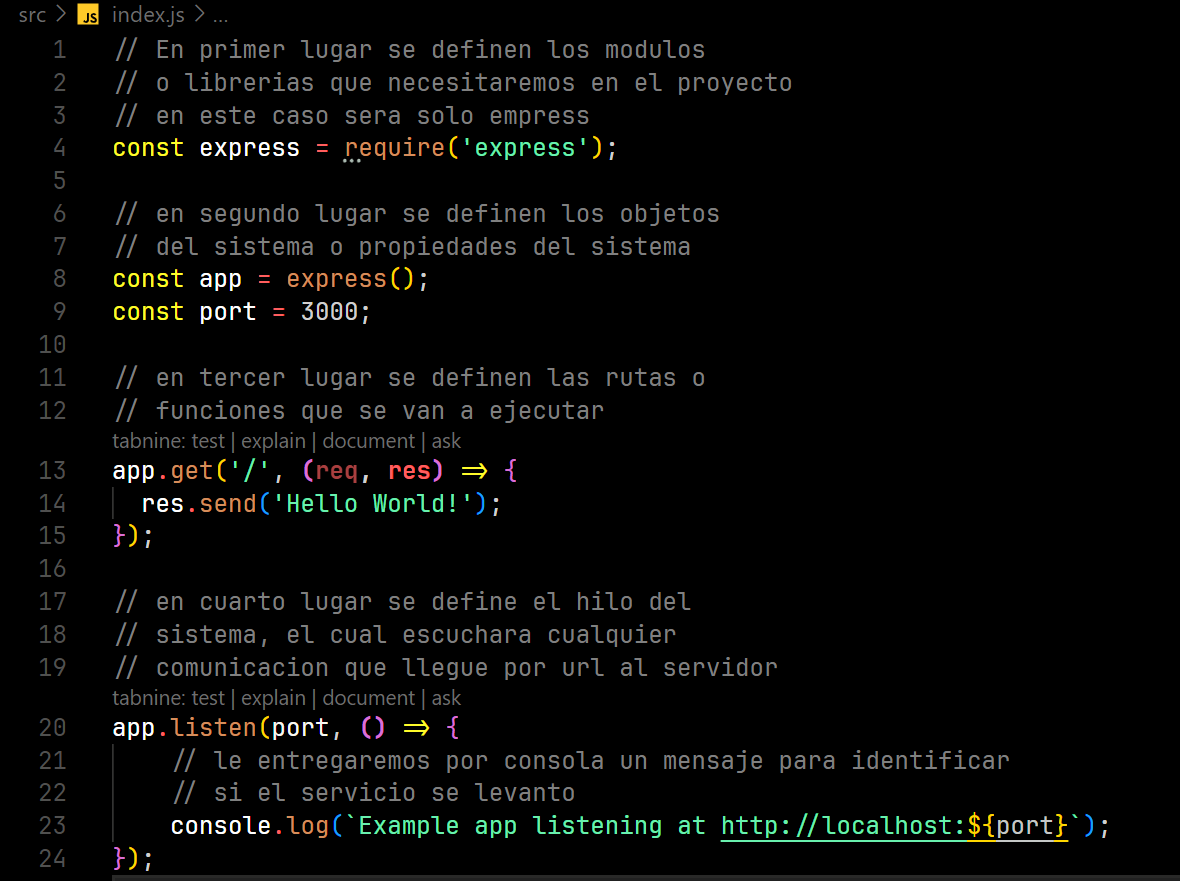 src > JS index.js > ...
1 // En primer lugar se definen los modulos
2 // o librerias que necesitaremos en el proyecto
3 // en este caso sera solo empress
4 const express = require('express');
5
6 // en segundo lugar se definen los objetos
7 // del sistema o propiedades del sistema
8 const app = express();
9 const port = 3000;
10
11 // en tercer lugar se definen las rutas o
12 // funciones que se van a ejecutar
tabnine: test | explain | document | ask
13 app.get('/', (req, res) => {
14   res.send('Hello World!');
15 });
16
17 // en cuarto lugar se define el hilo del
18 // sistema, el cual escuchara cualquier
19 // comunicacion que llegue por url al servidor
tabnine: test | explain | document | ask
20 app.listen(port, () => {
21     // le entregaremos por consola un mensaje para identificar
22     // si el servicio se levanto
23     console.log(`Example app listening at http://localhost:${port}`);
24 });